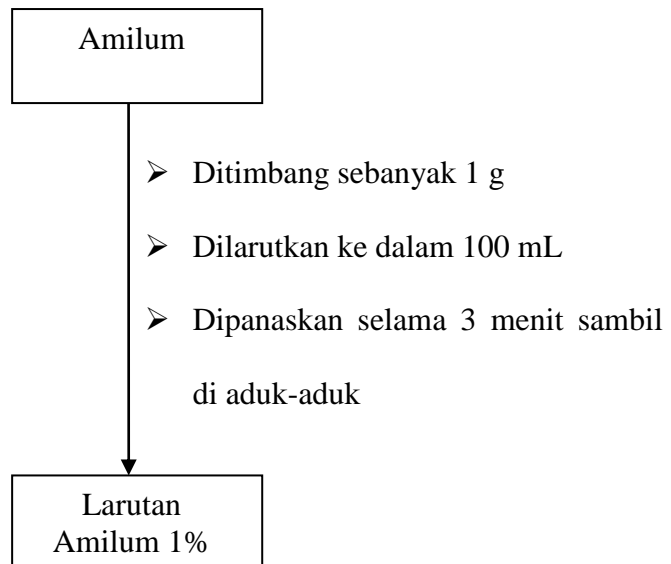 Amilum
➢ Ditimbang sebanyak 1 g
➢ Dilarutkan ke dalam 100 mL
➢ Dipanaskan selama 3 menit sambil
di aduk-aduk
Larutan
Amilum 1%